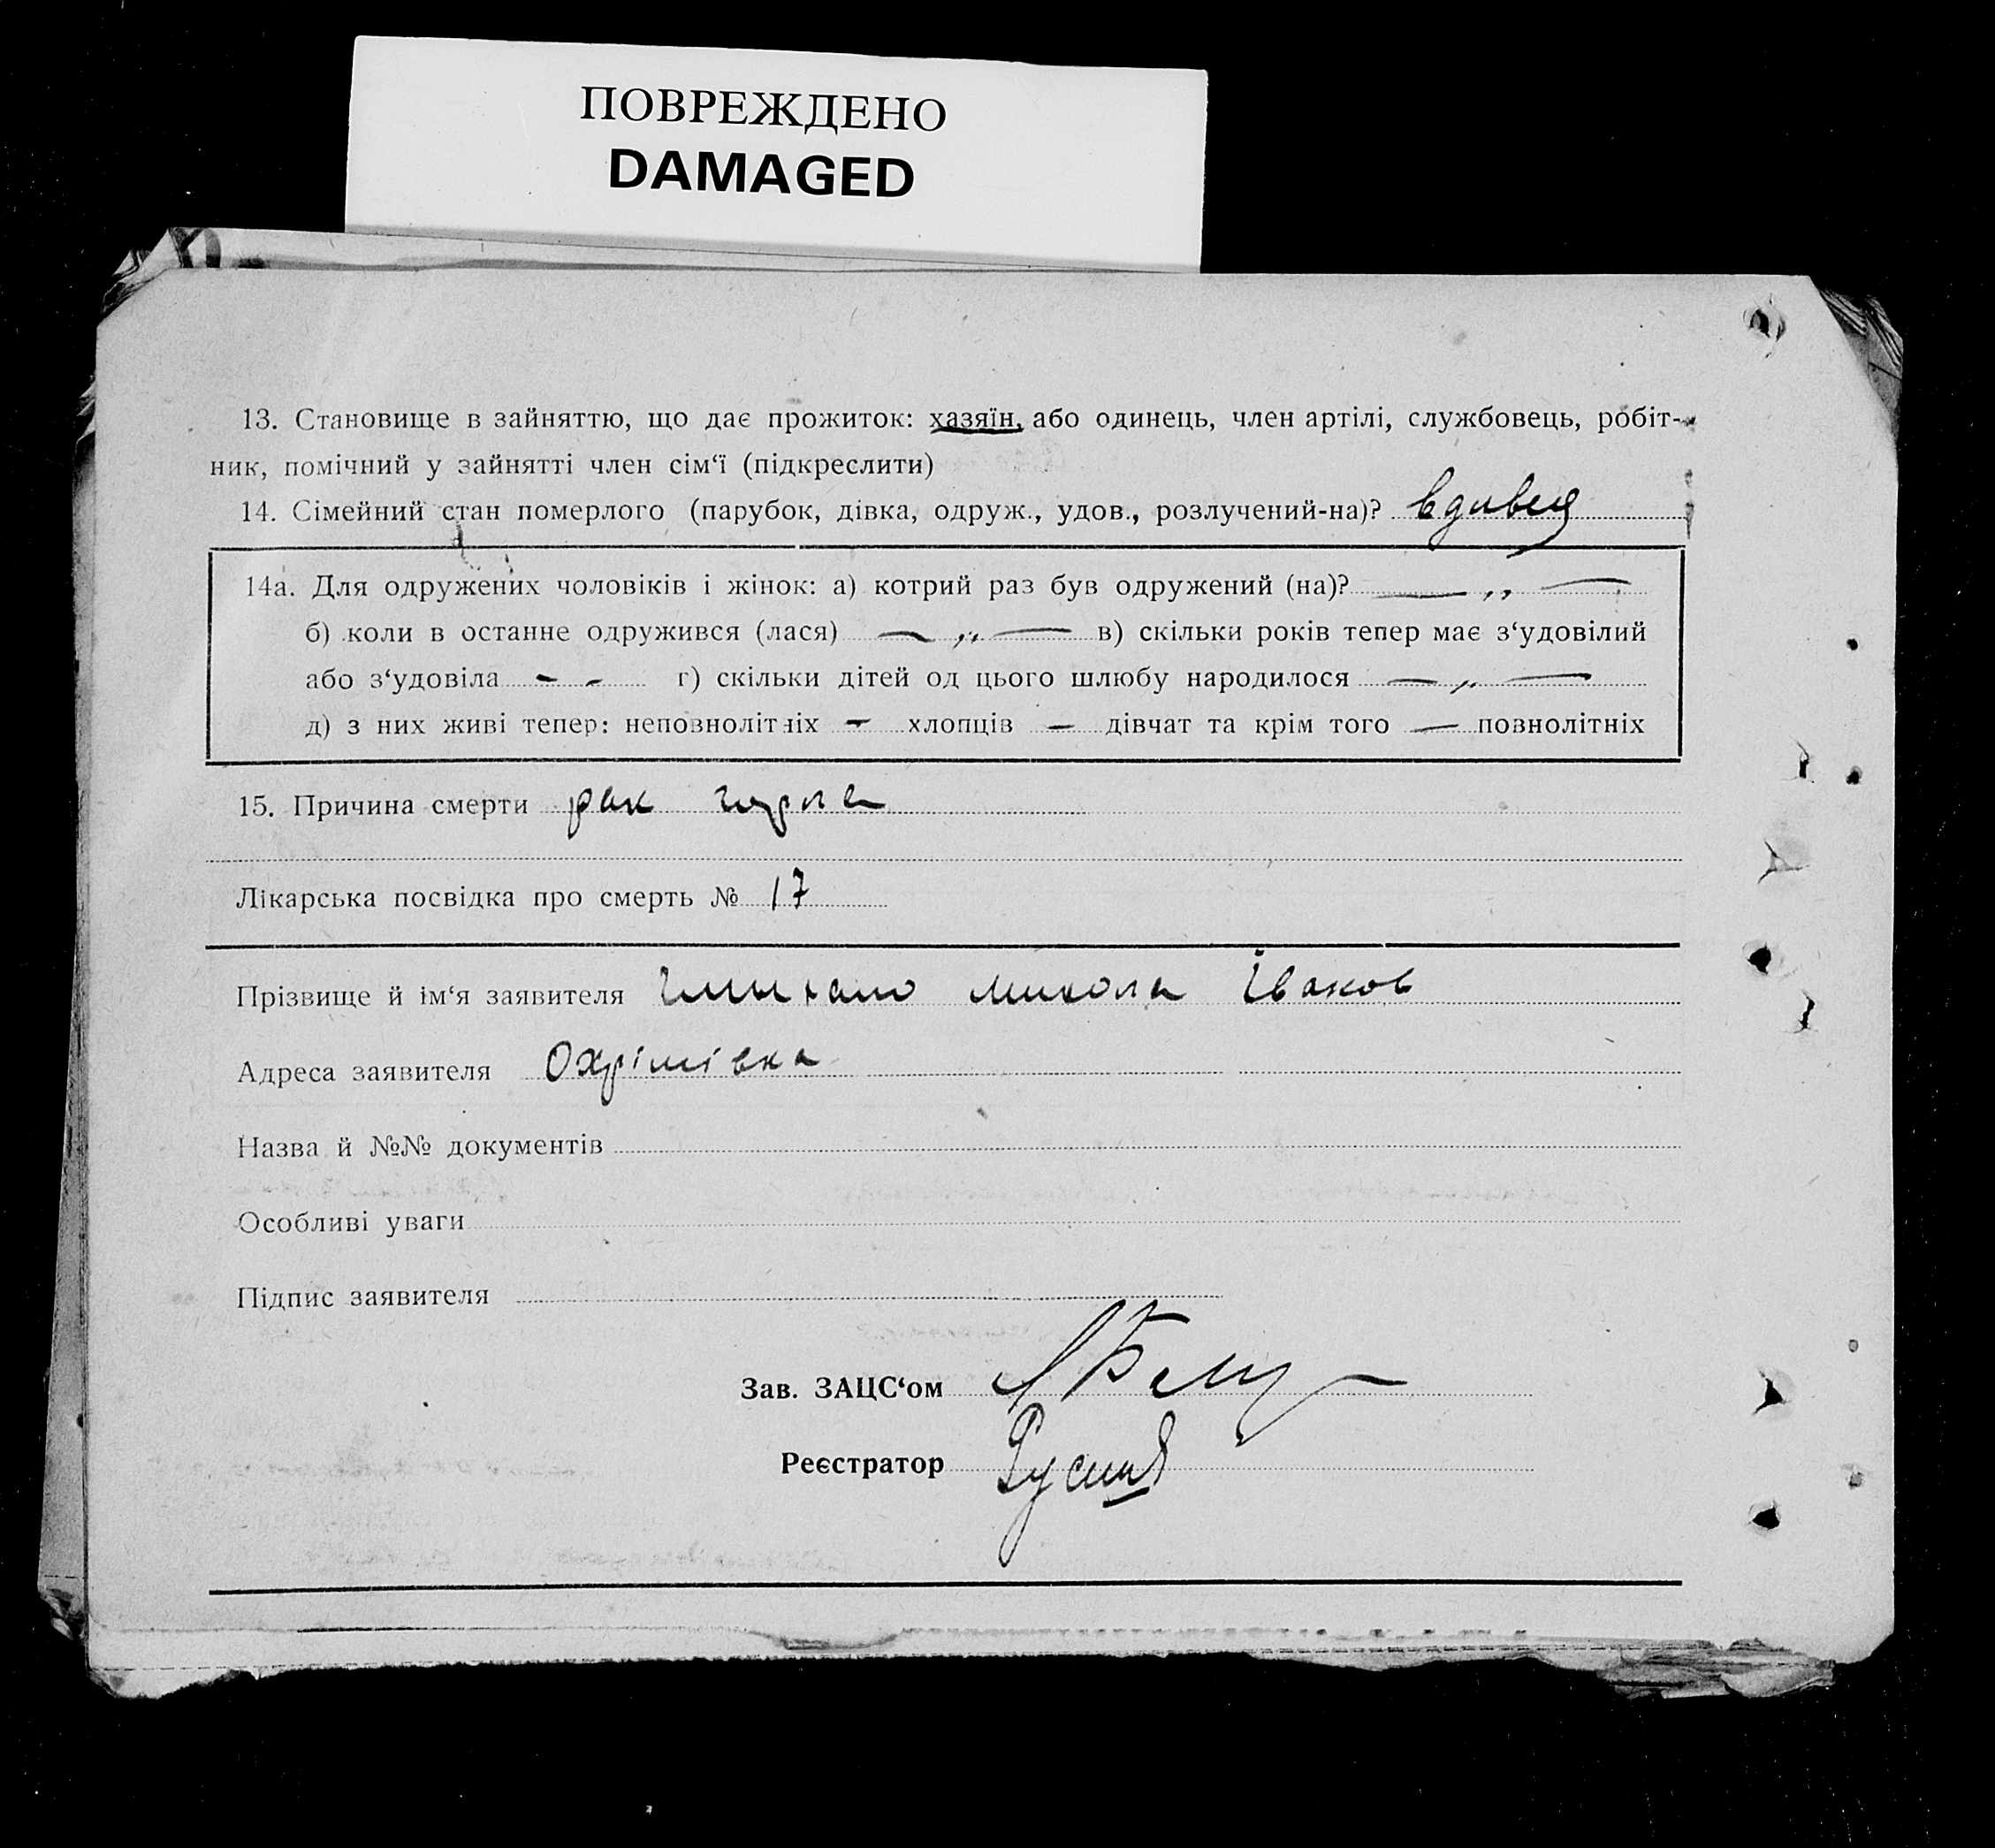 ПОВРЕЖДЕНО
DAMAGED
13. Становище в зайняттю, що дає прожиток: хазяїн, або одинець, член артілі, службовець, робіт-
ник, помічний у зайнятті член сім‘ї (підкреслити)
14. Сімейний стан померлого (парубок, дівка, одруж., удов., розлучений-на)? вдивец
14а. Для одружених чоловіків і жінок: а) котрий раз був одружений (на)? — „ —
б) коли в останне одружився (лася) — „ — в) скільки років тепер має з‘удовілий
або з‘удовіла - - г) скільки дітей од цього шлюбу народилося — „ —
д) з них живі тепер: неповнолітніх — хлопців — дівчат та крім того — повнолітніх
15. Причина смерти рак горла
Лікарська посвідка про смерть № 17
Прізвище й ім‘я заявителя Микола Іванов
Адреса заявителя Охрімівка
Назва й №№ документів
Особливі уваги
Підпис заявителя
Зав. ЗАЦС‘ом
Реєстратор